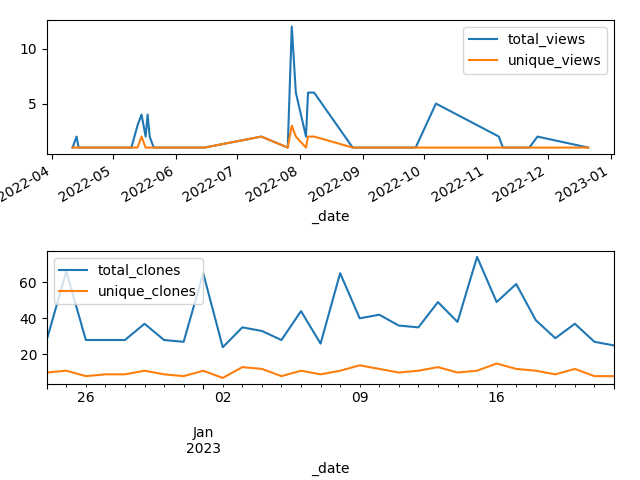 10
5
total_views
unique_views
2022-04
2022-05
2022-06
2022-07
2022-08
2022-09
2022-10
2022-11
2022-12
2023-01
_date
60
40
20
total_clones
unique_clones
26
02
09
16
Jan
2023
_date